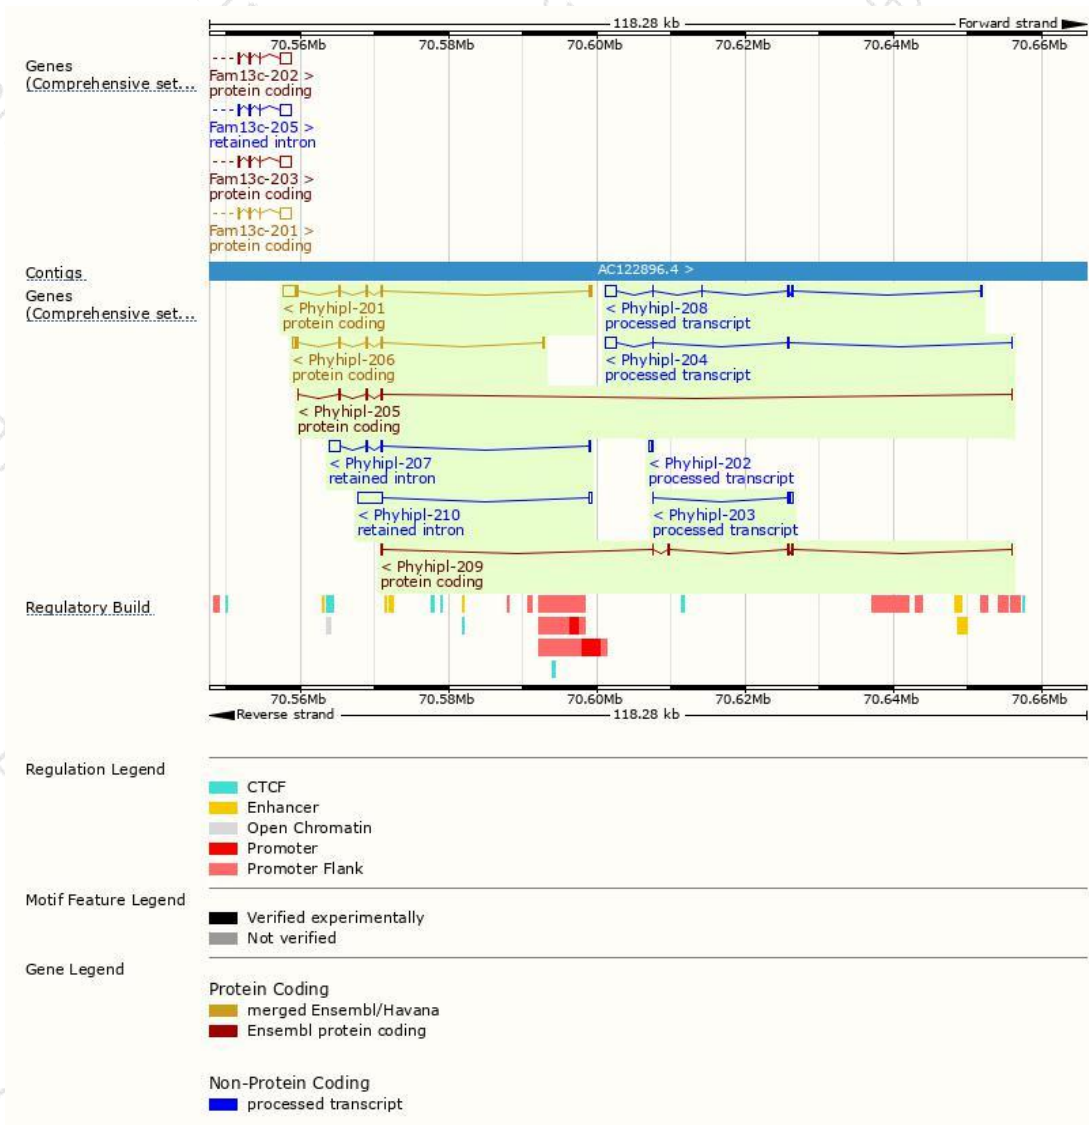 118.28 kb Forward strand
70.56Mb 70.58Mb 70.60Mb 70.62Mb 70.64Mb 70.66Mb
Genes
(Comprehensive set...
Fam13c-202 >
protein coding
Fam13c-205 >
retained intron
Fam13c-203 >
protein coding
Fam13c-201 >
protein coding
Contigs
AC122896.4 >
Genes
(Comprehensive set...
< Phyhipl-201 < Phyhipl-208
protein coding processed transcript
< Phyhipl-206 < Phyhipl-204
protein coding processed transcript
< Phyhipl-205
protein coding
< Phyhipl-207 < Phyhipl-202
retained intron processed transcript
< Phyhipl-210 < Phyhipl-203
retained intron processed transcript
< Phyhipl-209
protein coding
Regulatory Build
70.56Mb 70.58Mb 70.60Mb 70.62Mb 70.64Mb 70.66Mb
Reverse strand 118.28 kb
Regulation Legend
CTCF
Enhancer
Open Chromatin
Promoter
Promoter Flank
Motif Feature Legend
Verified experimentally
Not verified
Gene Legend
Protein Coding
merged Ensembl/Havana
Ensembl protein coding
Non-Protein Coding
processed transcript